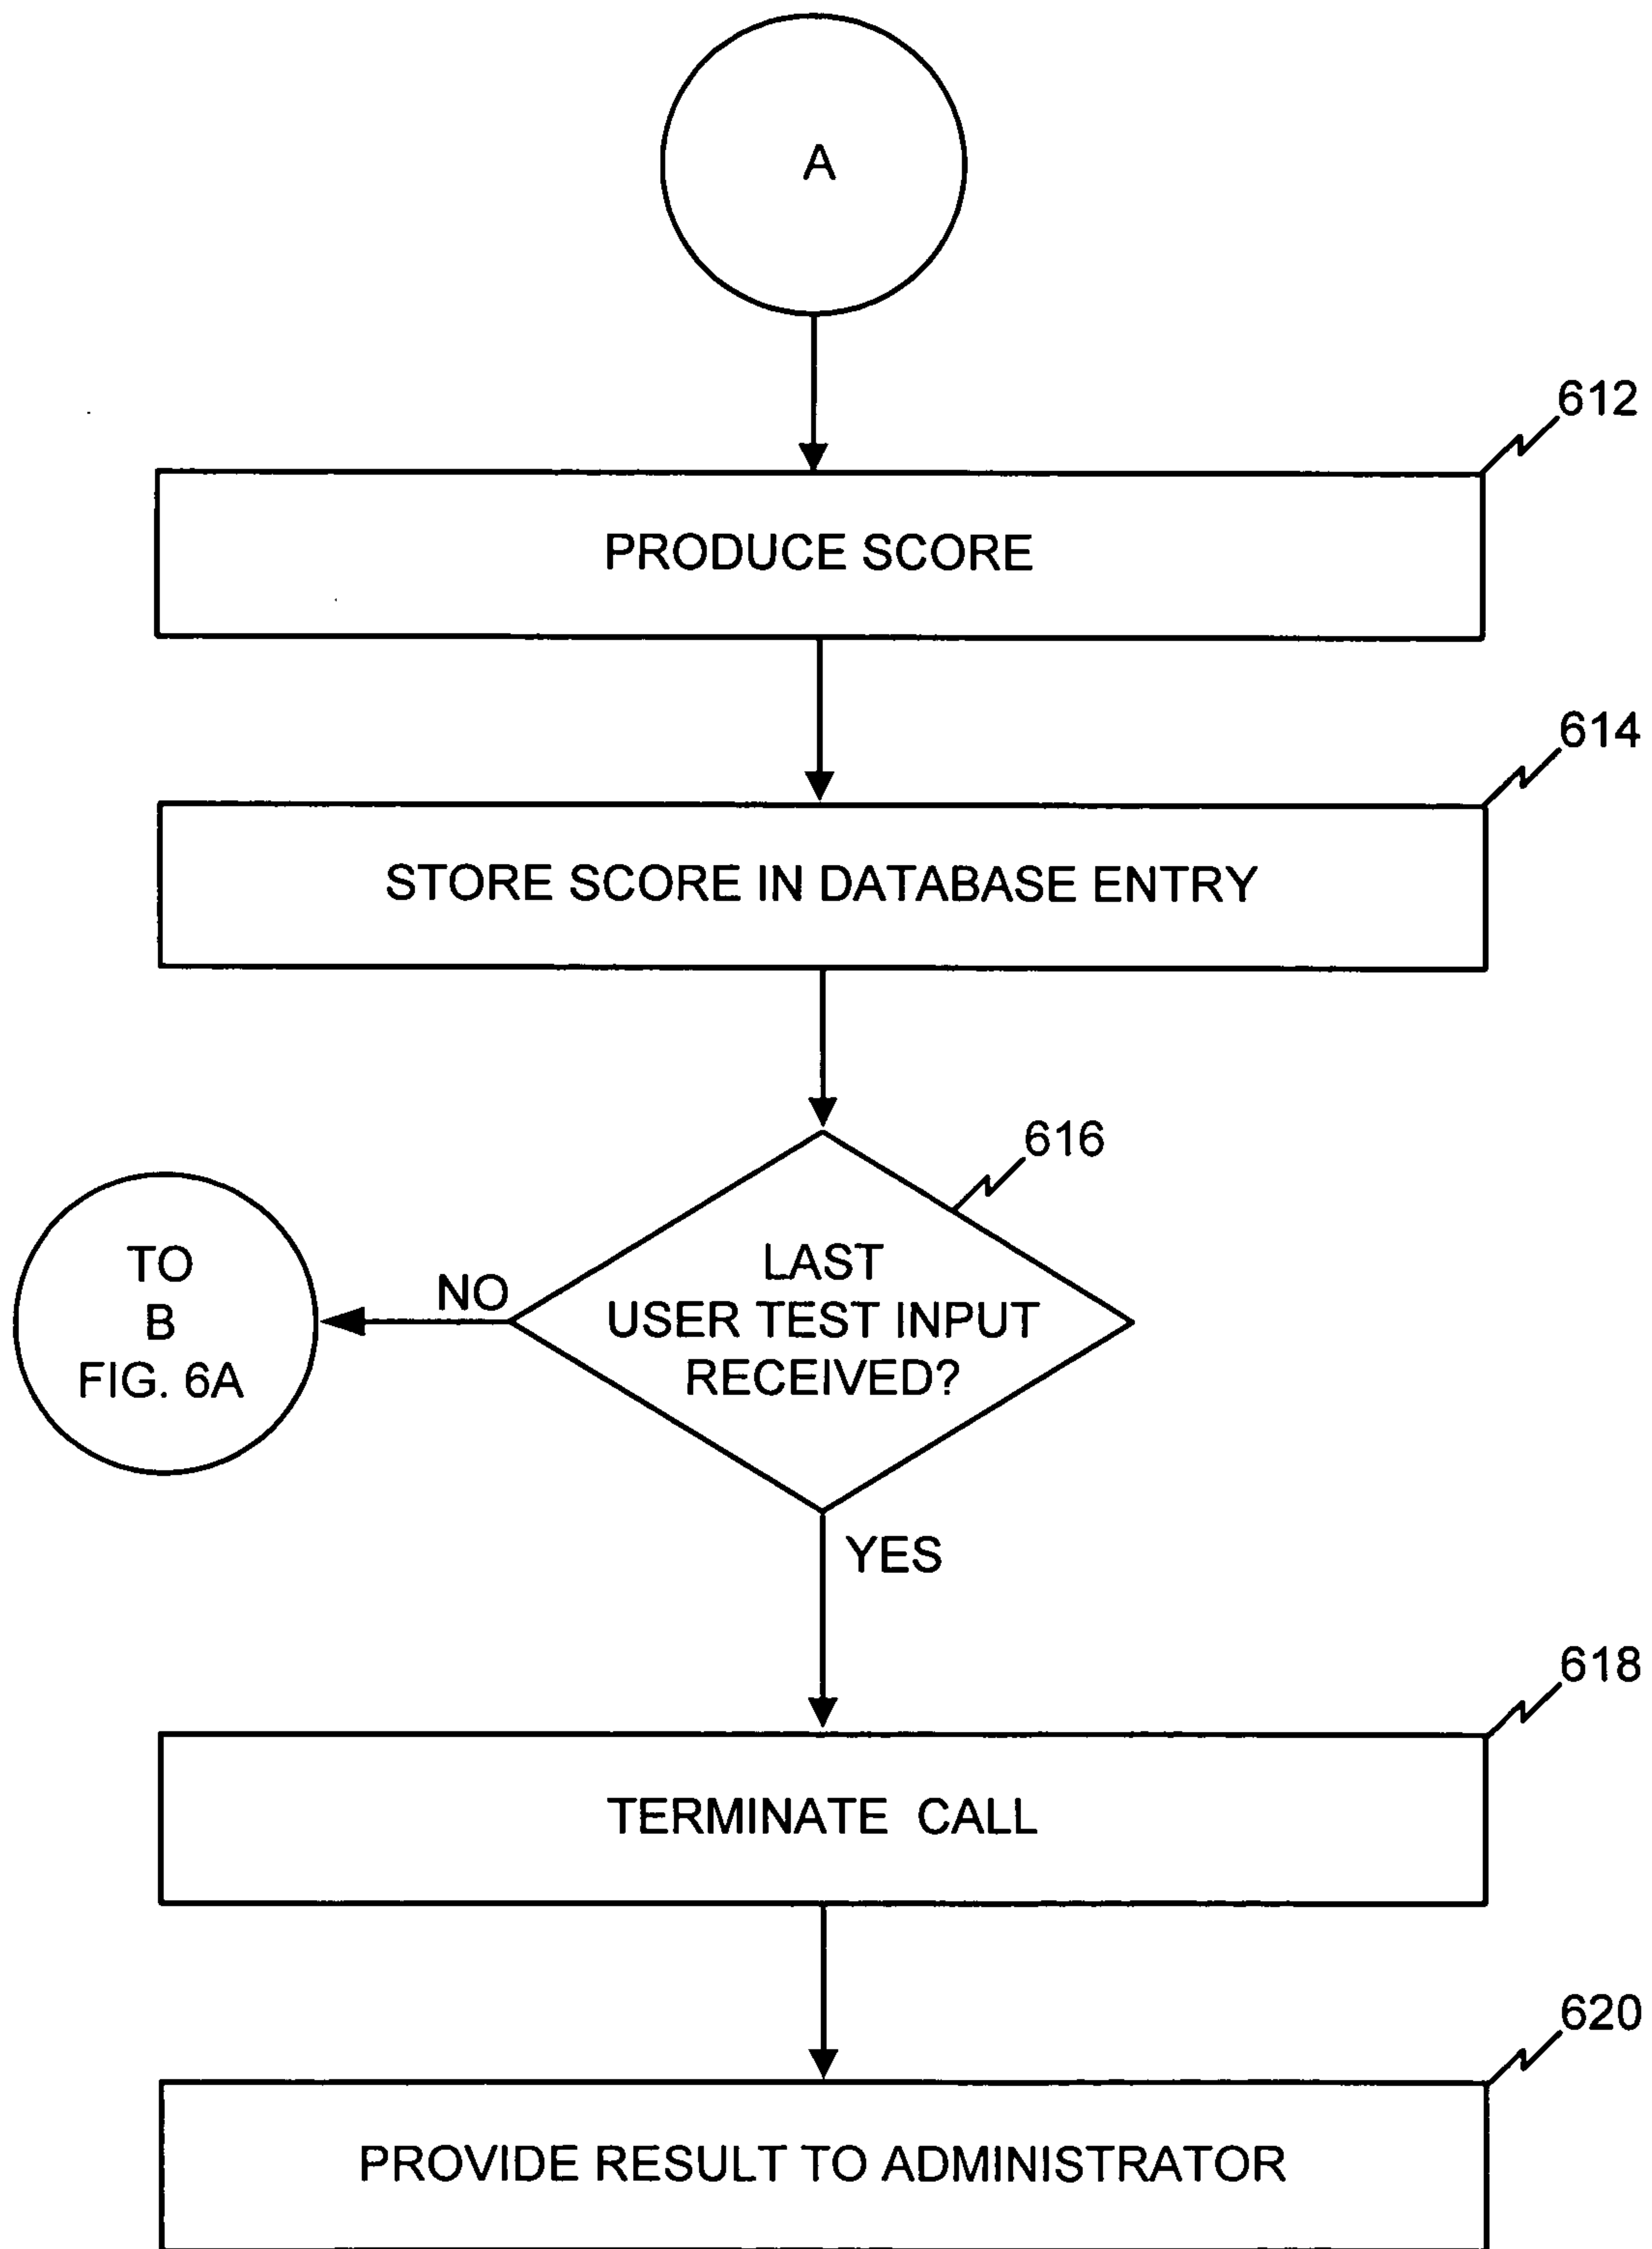 A
612
PRODUCE SCORE
614
STORE SCORE IN DATABASE ENTRY
616
LAST
USER TEST INPUT
RECEIVED?
NO
TO
B
FIG. 6A
YES
618
TERMINATE CALL
620
PROVIDE RESULT TO ADMINISTRATOR